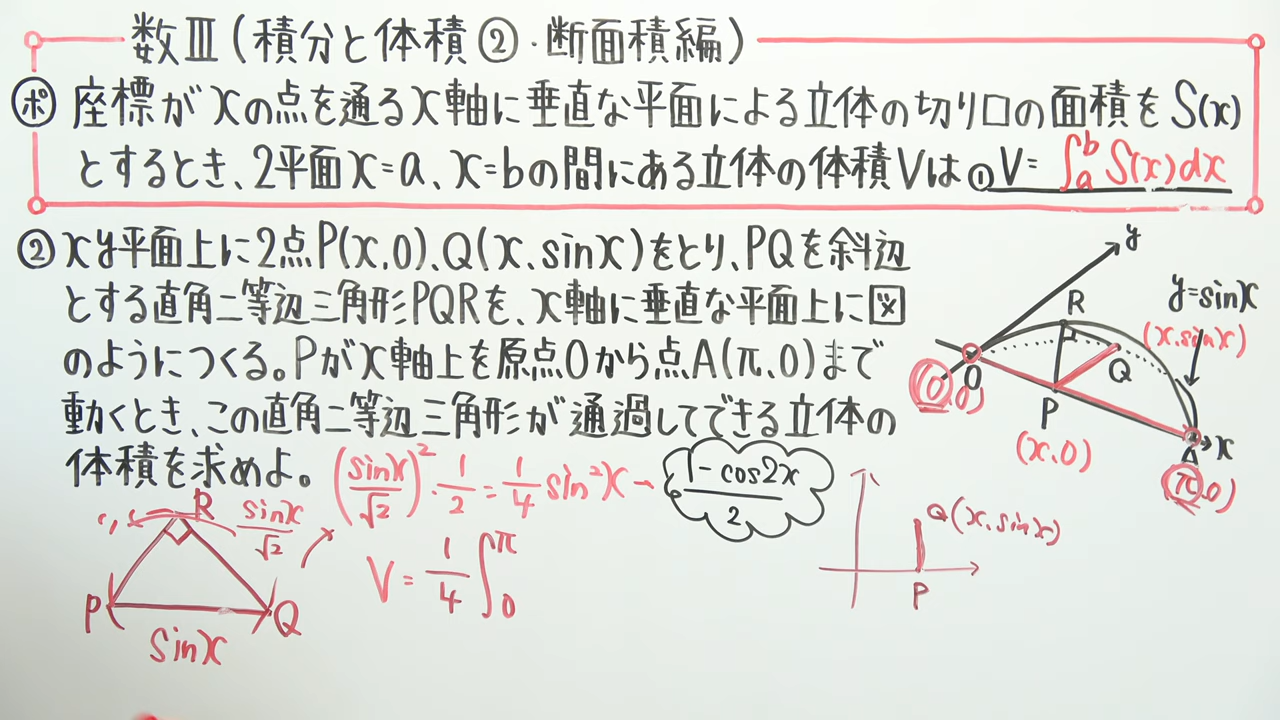 数Ⅲ(積分と体積②・断面積編)
ポ 座標がxの点を通るx軸に垂直な平面による立体の切り口の面積をS(x)
とするとき、2平面x=a、x=bの間にある立体の体積Vは①V=∫_a^b S(x)dx
②xy平面上に2点P(x,0)、Q(x,sinx)をとり、PQを斜辺
とする直角二等辺三角形PQRを、x軸に垂直な平面上に図
のようにつくる。Pがx軸上を原点Oから点A(π,0)まで
動くとき、この直角二等辺三角形が通過してできる立体の
体積を求めよ。
(sinx/√2)²・1/2=1/4 sin²x
1-cos2x/2
V=1/4∫_0^π
R
sinx/√2
P
Q
sinx
y
R
y=sinx
(x,sinx)
O
Q
(0,0)
P
(x,0)
x
A
(π,0)
Q(x,sinx)
P